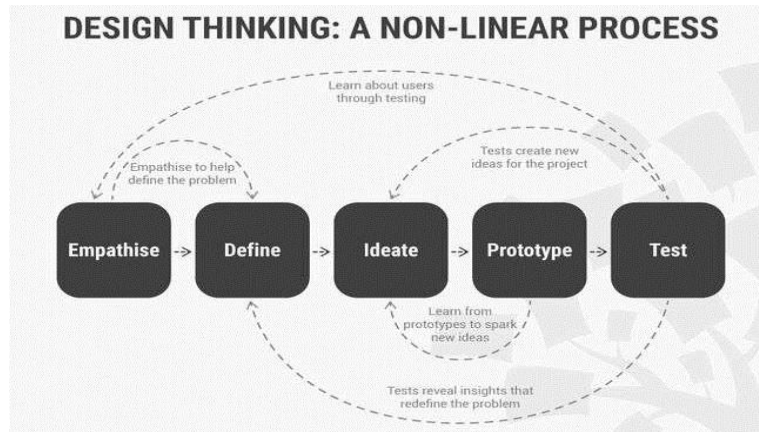 DESIGN THINKING: A NON-LINEAR PROCESS
Learn about users
through testing
Empathise to help
define the problem
Tests create new
ideas for the project
Empathise
Define
Ideate
Prototype
Test
Learn from
prototypes to spark
new ideas
Tests reveal insights that
redefine the problem